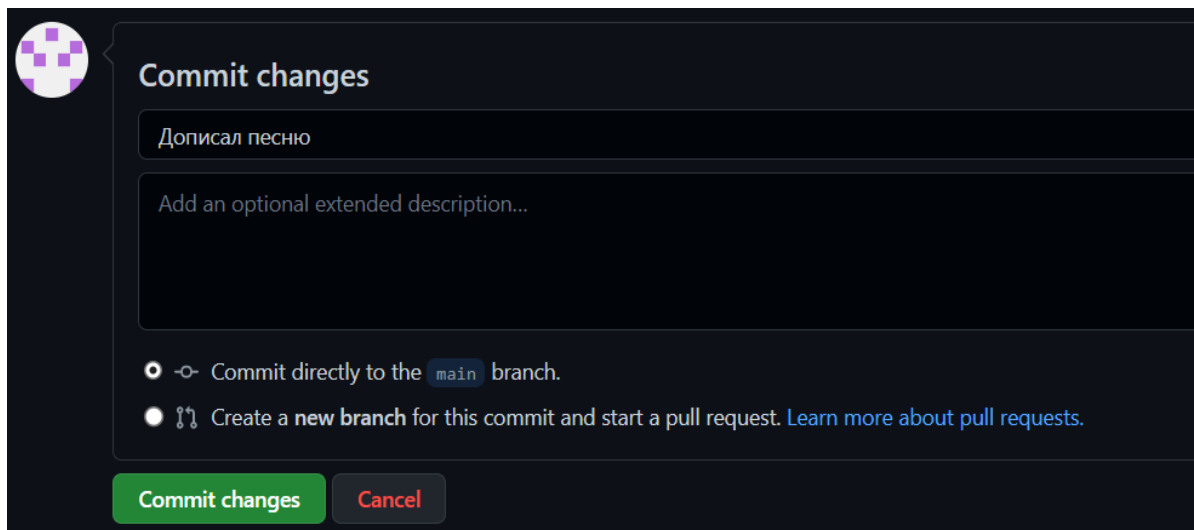 Commit changes
Дописал песню
Add an optional extended description...
Commit directly to the main branch.
Create a new branch for this commit and start a pull request. Learn more about pull requests.
Commit changes Cancel